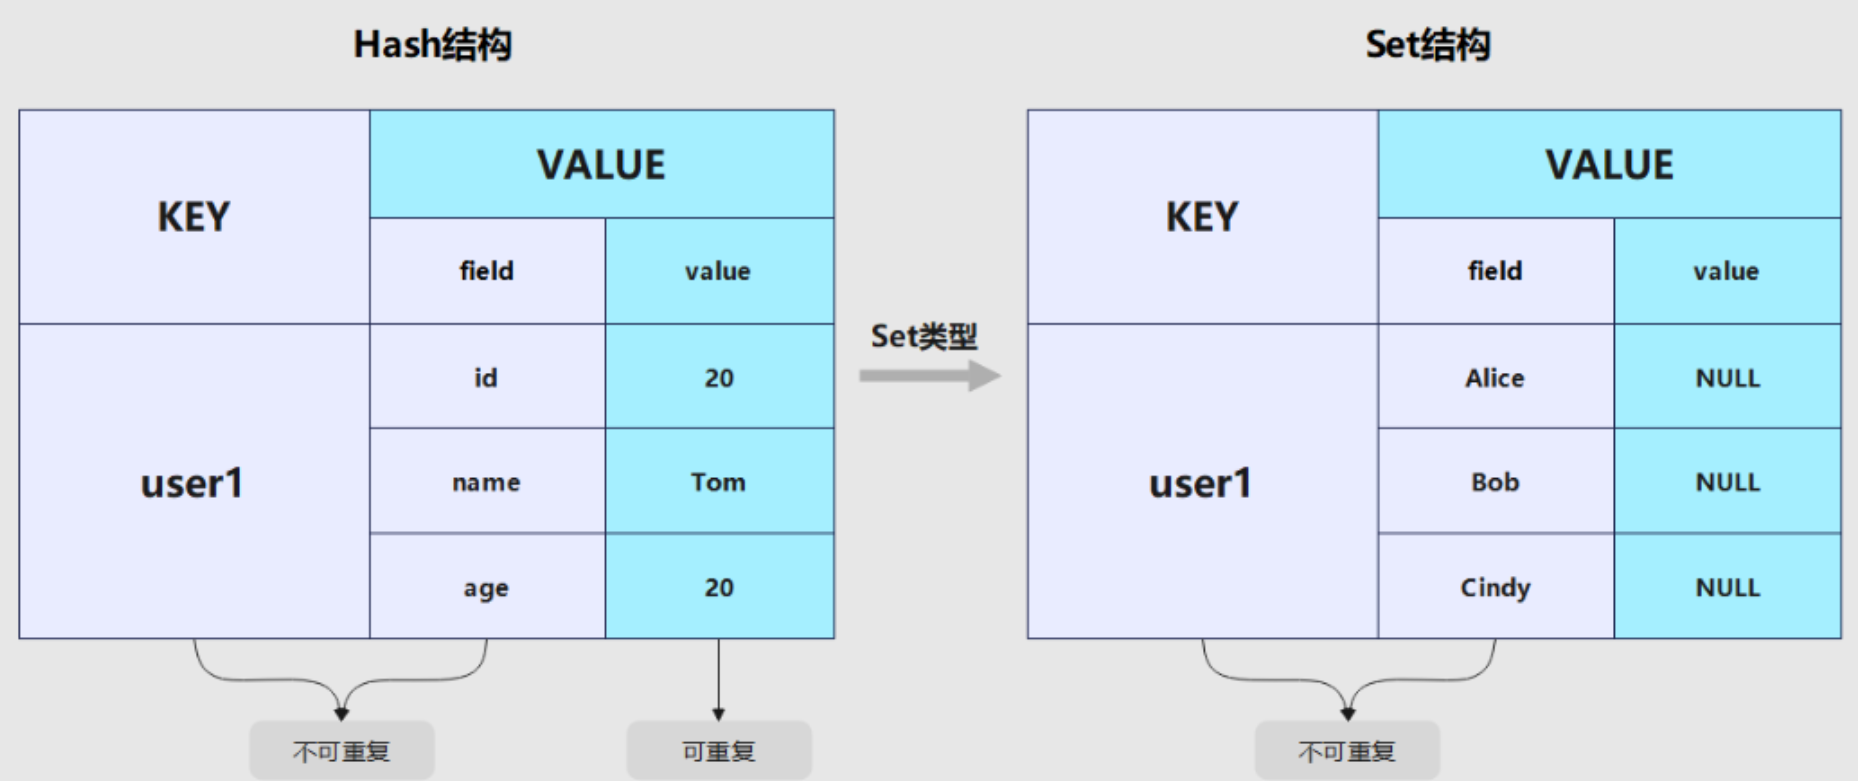 Hash结构
KEY
VALUE
field
value
user1
id
20
name
Tom
age
20
不可重复
可重复
Set类型
Set结构
KEY
VALUE
field
value
user1
Alice
NULL
Bob
NULL
Cindy
NULL
不可重复